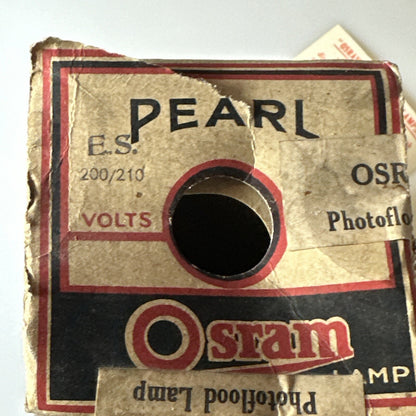 PEARL
E.S.
200/210
VOLTS
OSR
Photoflo
Osram
LAMP
Photoflood Lamp